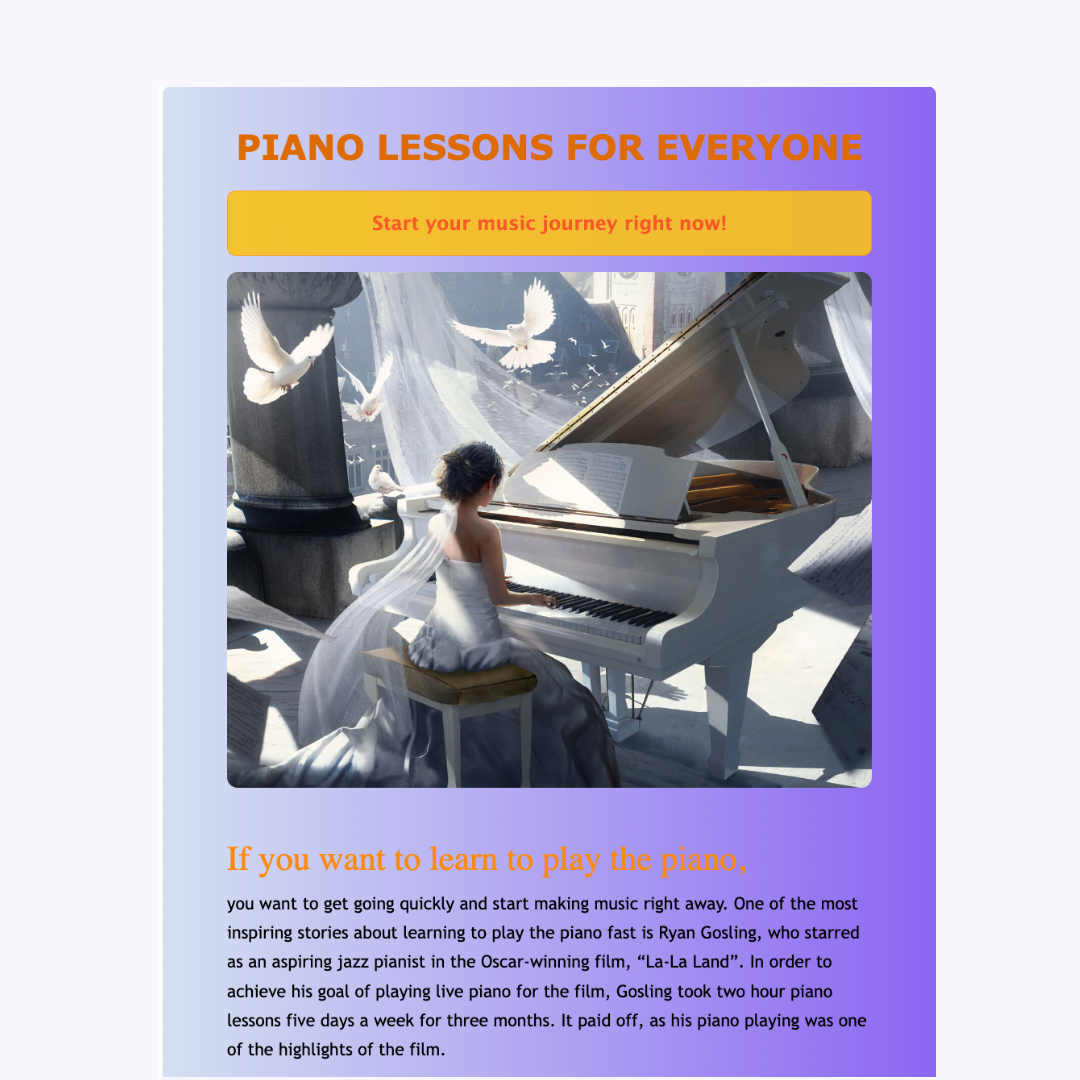 PIANO LESSONS FOR EVERYONE
Start your music journey right now!
If you want to learn to play the piano,
you want to get going quickly and start making music right away. One of the most
inspiring stories about learning to play the piano fast is Ryan Gosling, who starred
as an aspiring jazz pianist in the Oscar-winning film, “La-La Land”. In order to
achieve his goal of playing live piano for the film, Gosling took two hour piano
lessons five days a week for three months. It paid off, as his piano playing was one
of the highlights of the film.